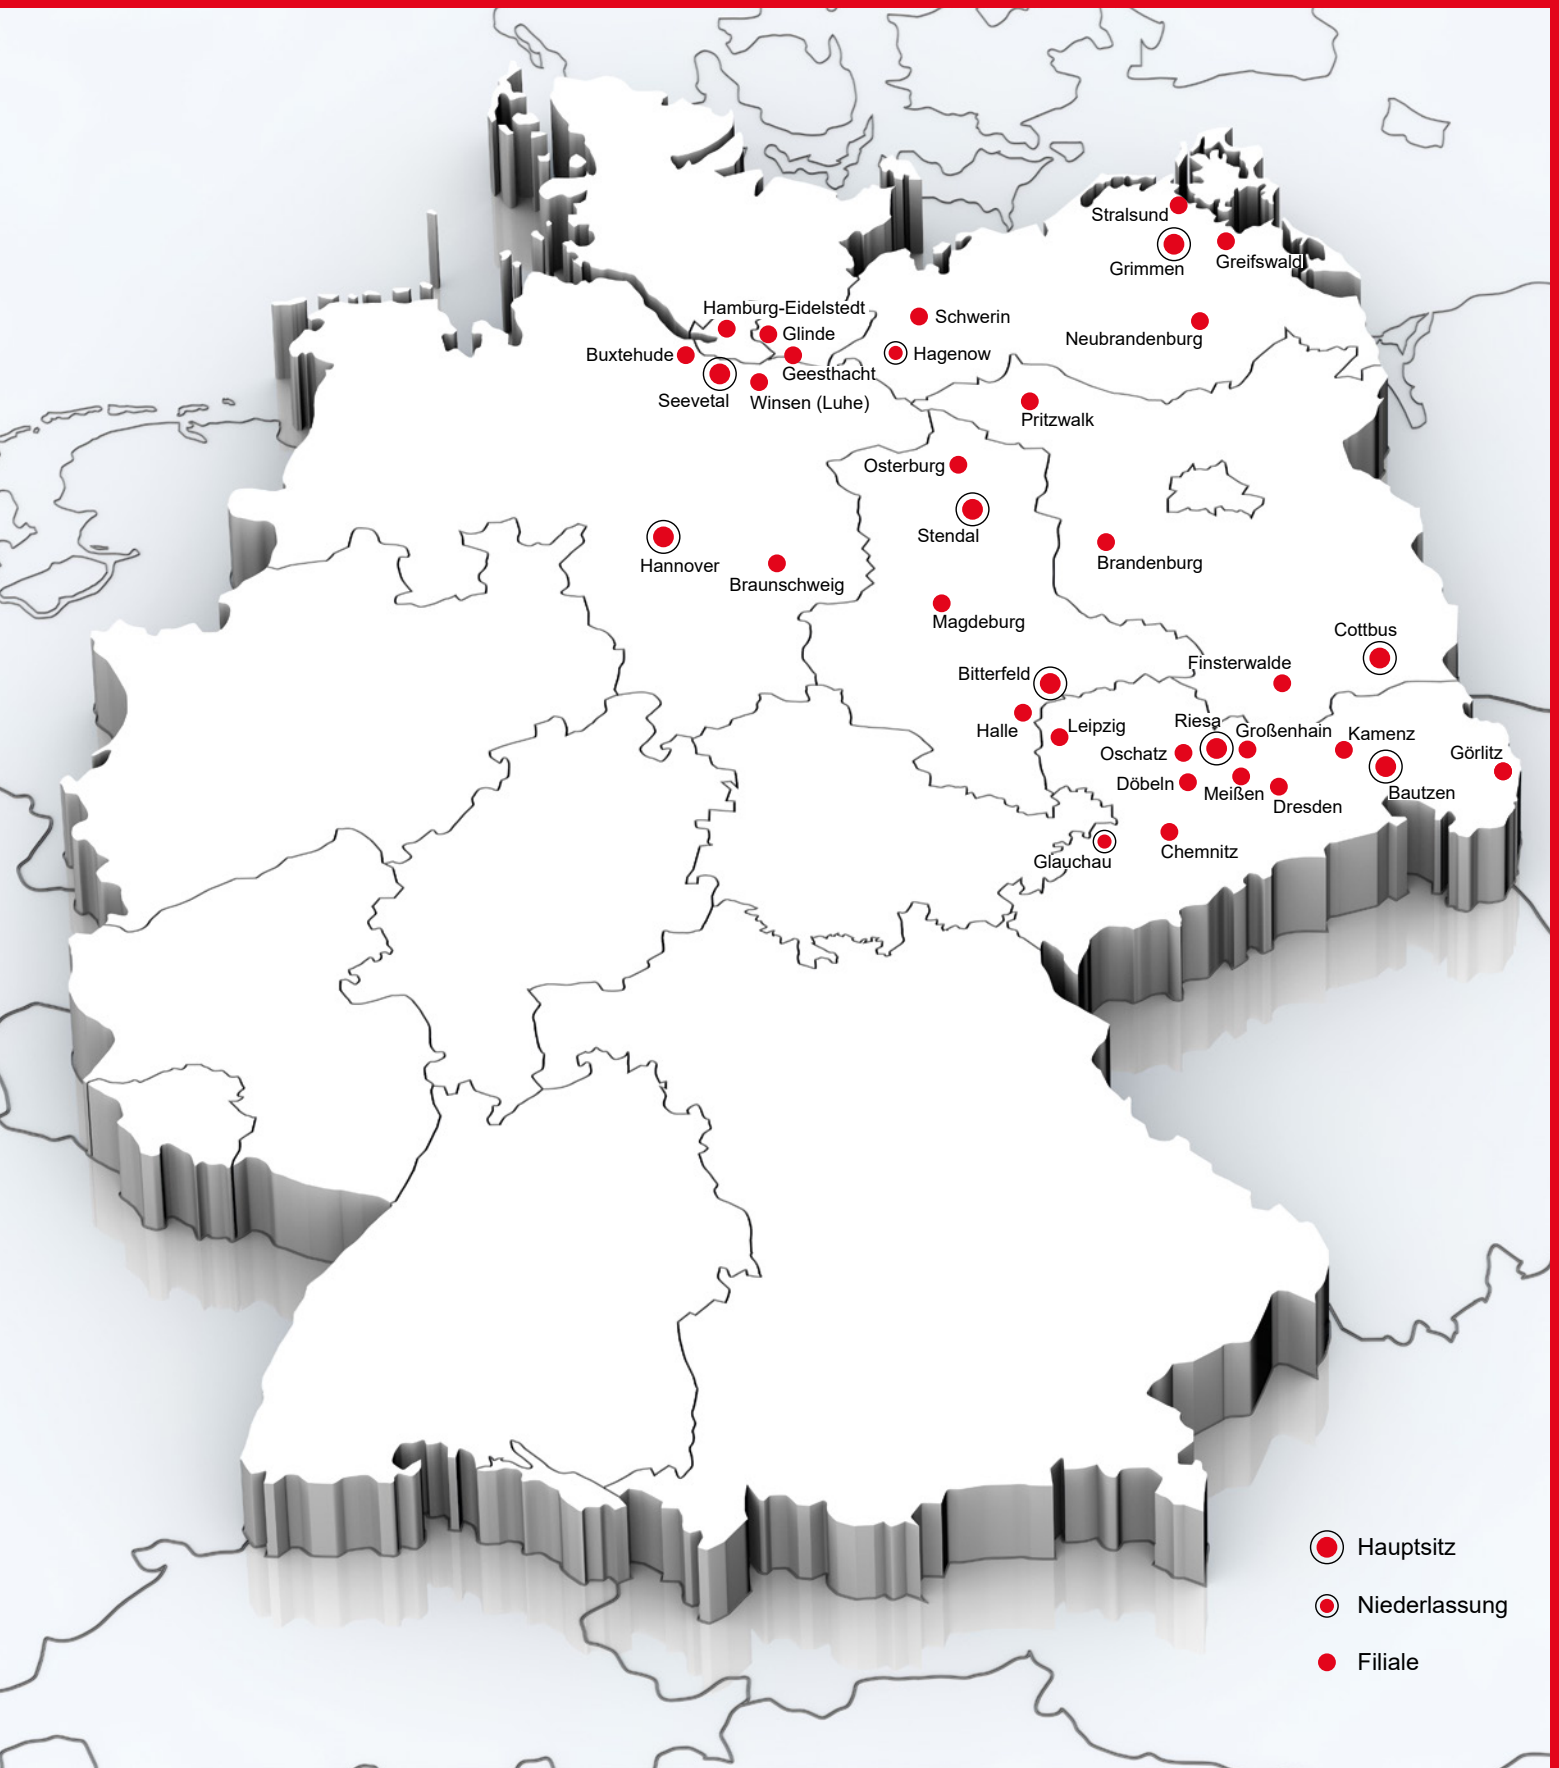 Stralsund
Grimmen
Greifswald
Hamburg-Eidelstedt
Schwerin
Glinde
Neubrandenburg
Buxtehude
Hagenow
Geesthacht
Seevetal
Winsen (Luhe)
Pritzwalk
Osterburg
Stendal
Hannover
Brandenburg
Braunschweig
Magdeburg
Cottbus
Finsterwalde
Bitterfeld
Riesa
Leipzig
Halle
Großenhain
Kamenz
Oschatz
Görlitz
Döbeln
Meißen
Bautzen
Dresden
Chemnitz
Glauchau
Hauptsitz
Niederlassung
Filiale